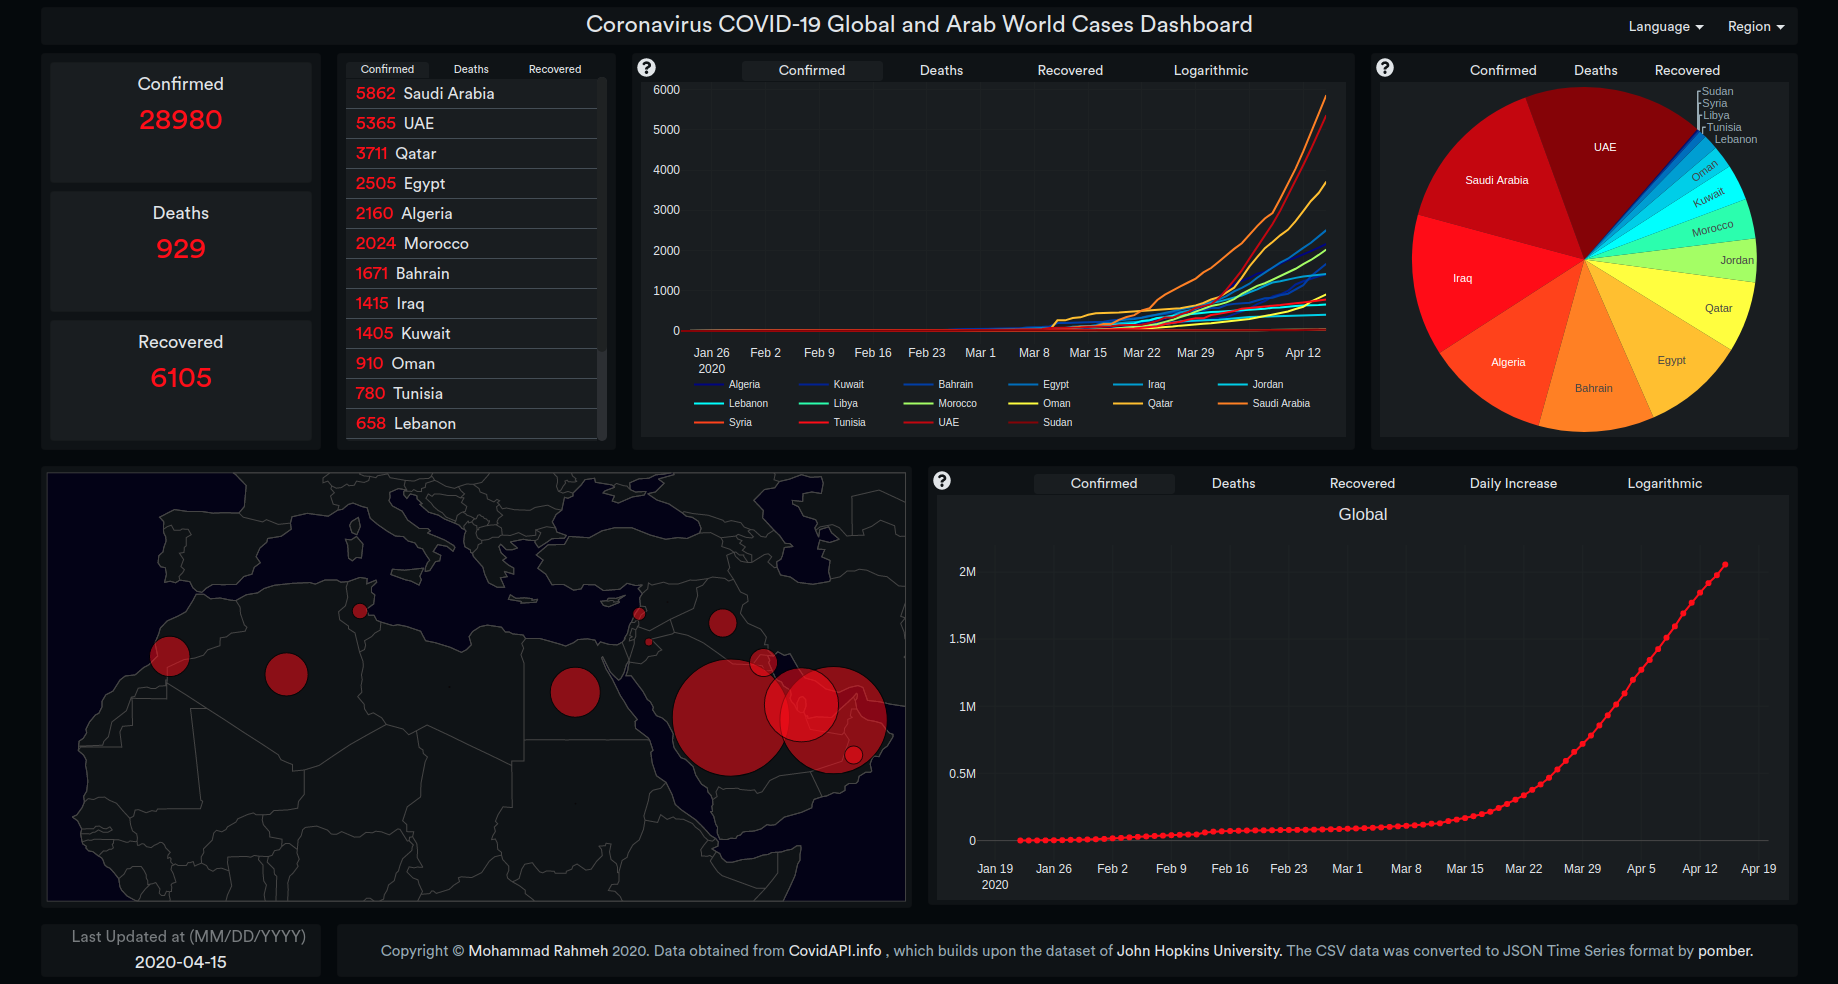 Coronavirus COVID-19 Global and Arab World Cases Dashboard
Language
Region
Confirmed
28980
Deaths
929
Recovered
6105
Confirmed Deaths Recovered
5862 Saudi Arabia
5365 UAE
3711 Qatar
2505 Egypt
2160 Algeria
2024 Morocco
1671 Bahrain
1415 Iraq
1405 Kuwait
910 Oman
780 Tunisia
658 Lebanon
?
Confirmed Deaths Recovered Logarithmic
6000
5000
4000
3000
2000
1000
0
Jan 26 Feb 2 Feb 9 Feb 16 Feb 23 Mar 1 Mar 8 Mar 15 Mar 22 Mar 29 Apr 5 Apr 12
2020
Algeria Kuwait Bahrain Egypt Iraq Jordan
Lebanon Libya Morocco Oman Qatar Saudi Arabia
Syria Tunisia UAE Sudan
?
Confirmed Deaths Recovered
Sudan
Syria
Libya
Tunisia
Lebanon
UAE
Oman
Saudi Arabia
Kuwait
Morocco
Jordan
Iraq
Qatar
Egypt
Algeria
Bahrain
?
Confirmed Deaths Recovered Daily Increase Logarithmic
Global
2M
1.5M
1M
0.5M
0
Jan 19 Jan 26 Feb 2 Feb 9 Feb 16 Feb 23 Mar 1 Mar 8 Mar 15 Mar 22 Mar 29 Apr 5 Apr 12 Apr 19
2020
Last Updated at (MM/DD/YYYY)
2020-04-15
Copyright © Mohammad Rahmeh 2020. Data obtained from CovidAPI.info , which builds upon the dataset of John Hopkins University. The CSV data was converted to JSON Time Series format by pomber.